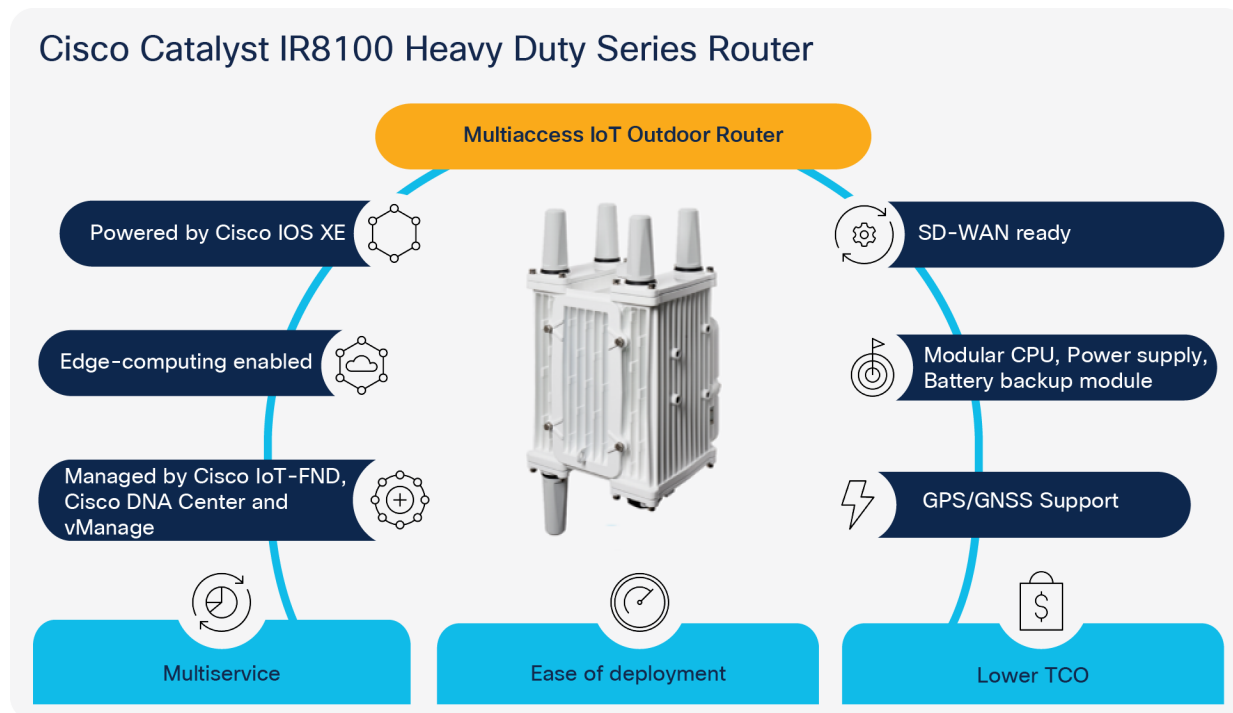 Cisco Catalyst IR8100 Heavy Duty Series Router
Multiaccess IoT Outdoor Router
Powered by Cisco IOS XE
SD-WAN ready
Edge-computing enabled
Modular CPU, Power supply,
Battery backup module
Managed by Cisco IoT-FND,
Cisco DNA Center and
vManage
GPS/GNSS Support
Multiservice
Ease of deployment
Lower TCO
$